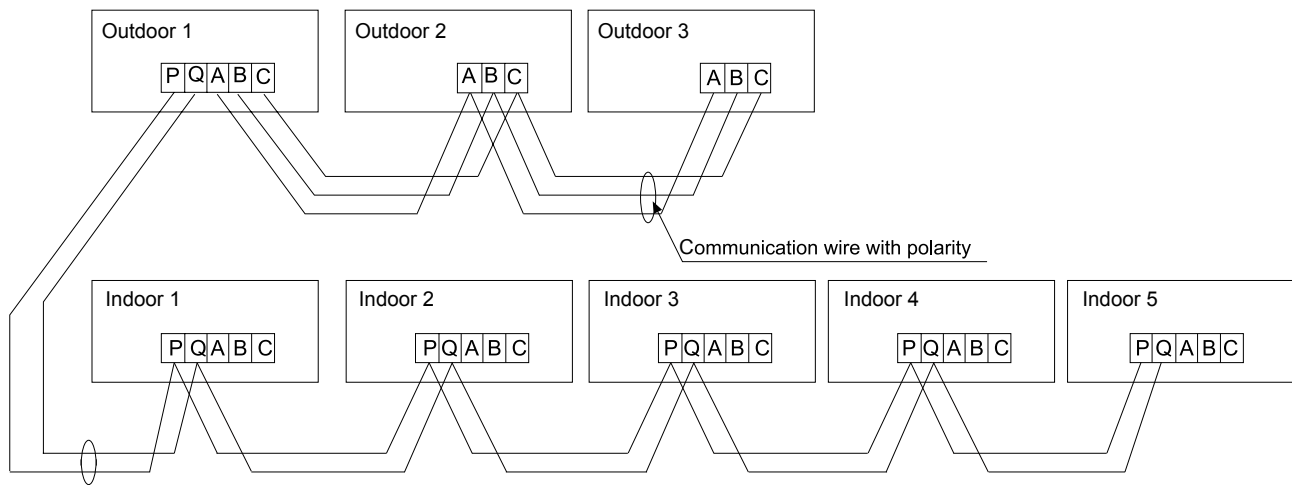 Outdoor 1
Outdoor 2
Outdoor 3
P Q A B C
A B C
A B C
Communication wire with polarity
Indoor 1
Indoor 2
Indoor 3
Indoor 4
Indoor 5
P Q A B C
P Q A B C
P Q A B C
P Q A B C
P Q A B C